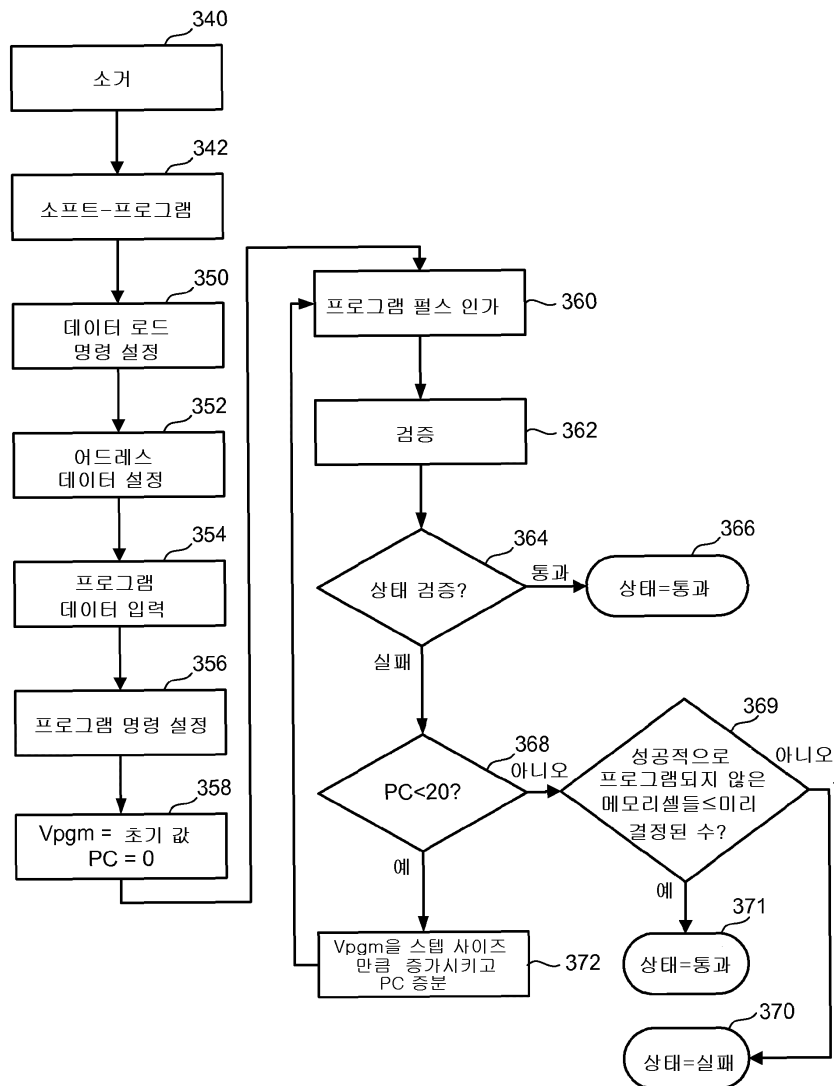 340
소거
342
소프트-프로그램
350
데이터 로드
명령 설정
352
어드레스
데이터 설정
354
프로그램
데이터 입력
356
프로그램 명령 설정
358
Vpgm = 초기 값
PC = 0
프로그램 펄스 인가
360
검증
362
364
상태 검증?
통과
366
상태=통과
실패
368
PC<20?
아니오
369
성공적으로
프로그램되지 않은
메모리셀들≤미리
결정된 수?
아니오
예
Vpgm을 스텝 사이즈
만큼 증가시키고
PC 증분
372
예
371
상태=통과
370
상태=실패